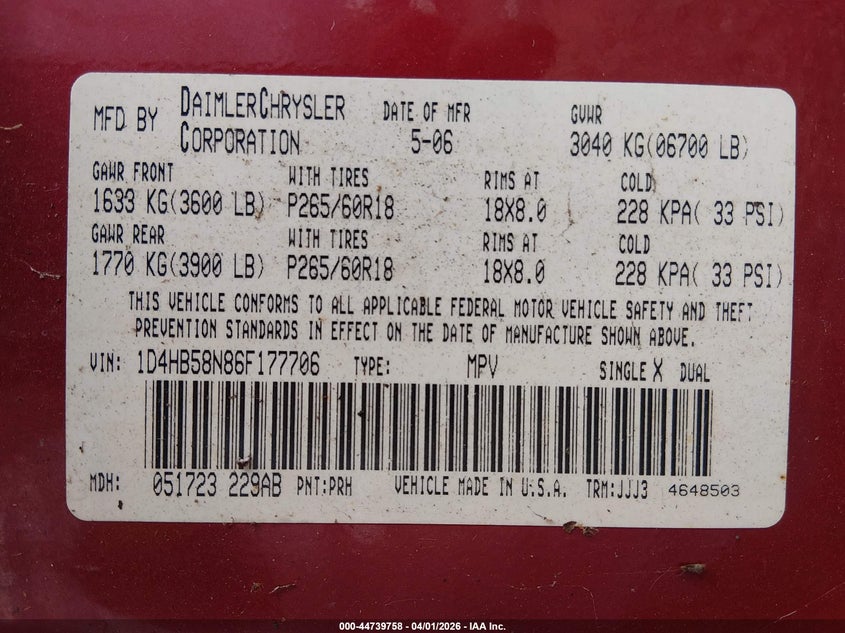 MFD BY DAIMLERCHRYSLER CORPORATION DATE OF MFR 5-06 GVWR 3040 KG(06700 LB)
GAWR FRONT WITH TIRES RIMS AT COLD
1633 KG(3600 LB) P265/60R18 18X8.0 228 KPA( 33 PSI)
GAWR REAR WITH TIRES RIMS AT COLD
1770 KG(3900 LB) P265/60R18 18X8.0 228 KPA( 33 PSI)
THIS VEHICLE CONFORMS TO ALL APPLICABLE FEDERAL MOTOR VEHICLE SAFETY AND THEFT
PREVENTION STANDARDS IN EFFECT ON THE DATE OF MANUFACTURE SHOWN ABOVE.
VIN: 1D4HB58N86F177706 TYPE: MPV SINGLE X DUAL
MDH: 051723 229AB PNT:PRH VEHICLE MADE IN U.S.A. TRM:JJJ3 4648503
000-44739758 - 04/01/2026 - IAA Inc.